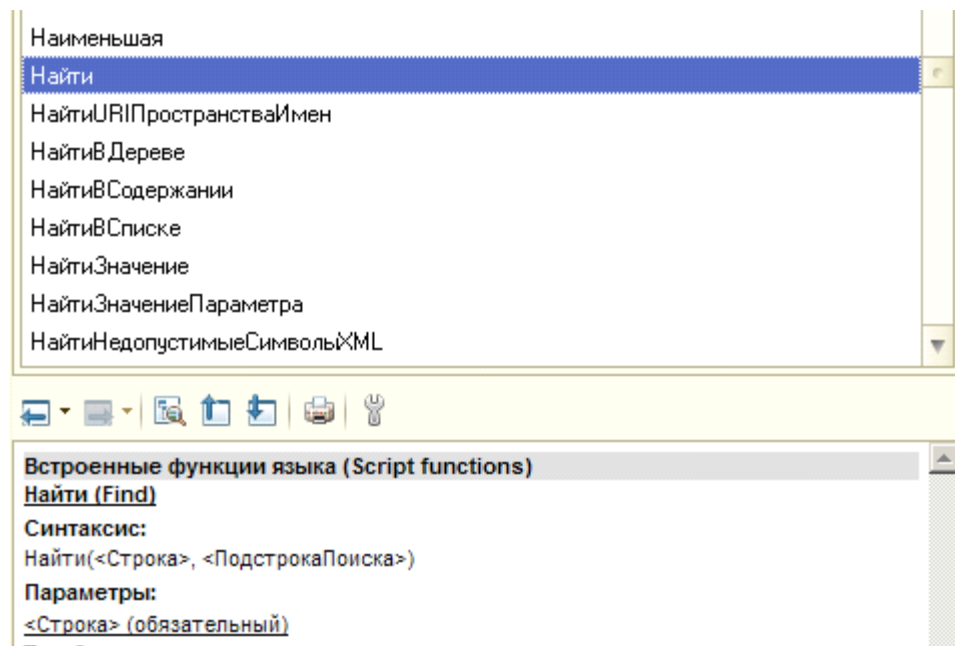 Наименьшая
Найти
НайтиURIПространстваИмен
НайтиВДереве
НайтиВСодержании
НайтиВСписке
НайтиЗначение
НайтиЗначениеПараметра
НайтиНедопустимыеСимволыXML
Встроенные функции языка (Script functions)
Найти (Find)
Синтаксис:
Найти(<Строка>, <ПодстрокаПоиска>)
Параметры:
<Строка> (обязательный)